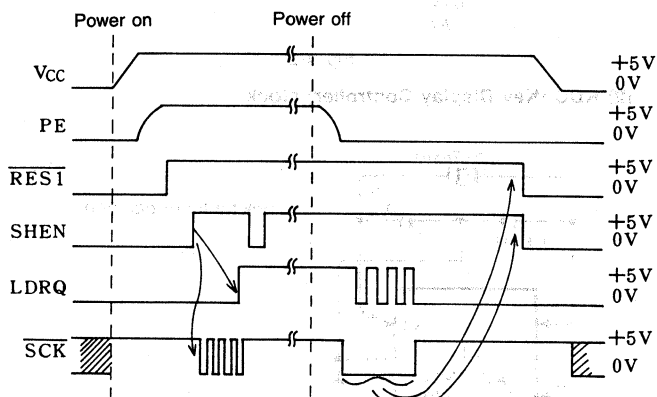 Power on Power off
VCC +5V
0V
PE +5V
0V
RES1 +5V
0V
SHEN +5V
0V
LDRQ +5V
0V
SCK +5V
0V